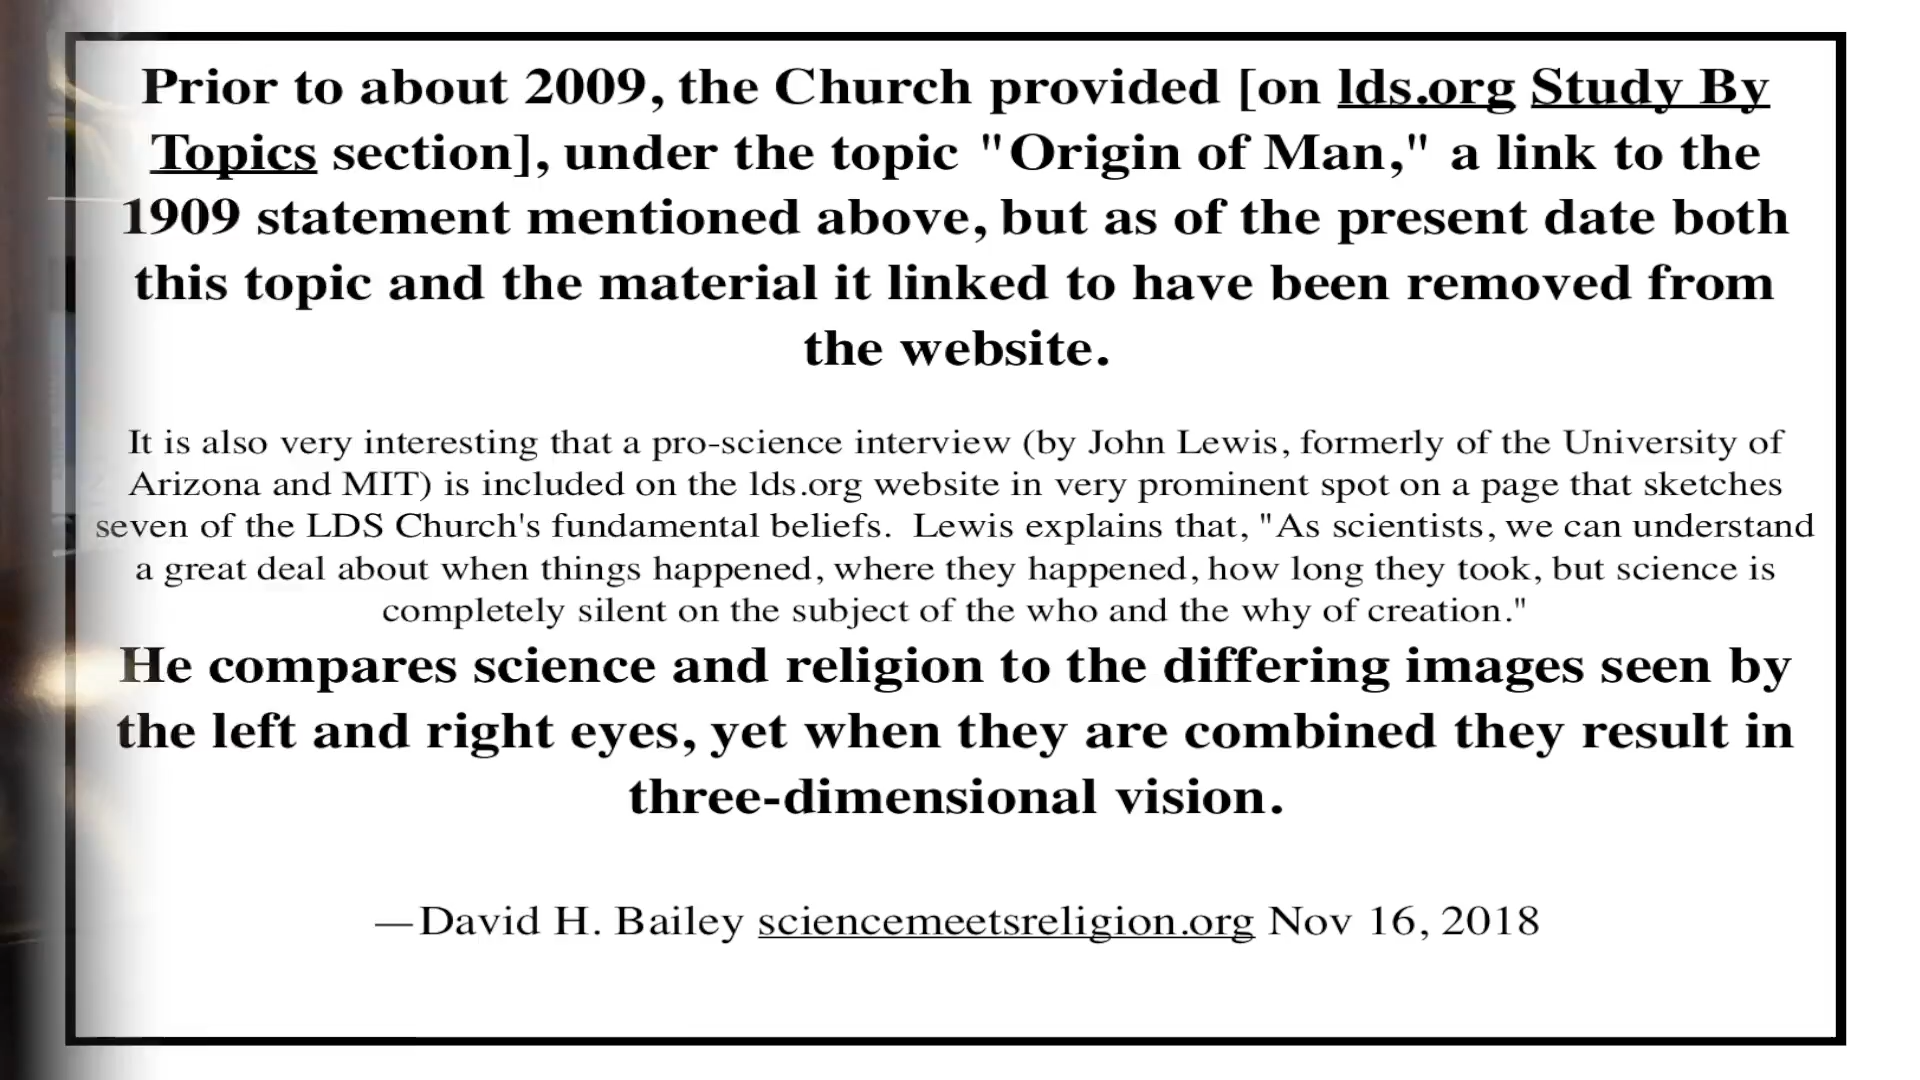 Prior to about 2009, the Church provided [on lds.org Study By
Topics section], under the topic "Origin of Man," a link to the
1909 statement mentioned above, but as of the present date both
this topic and the material it linked to have been removed from
the website.
It is also very interesting that a pro-science interview (by John Lewis, formerly of the University of
Arizona and MIT) is included on the lds.org website in very prominent spot on a page that sketches
seven of the LDS Church's fundamental beliefs.  Lewis explains that, "As scientists, we can understand
a great deal about when things happened, where they happened, how long they took, but science is
completely silent on the subject of the who and the why of creation."
He compares science and religion to the differing images seen by
the left and right eyes, yet when they are combined they result in
three-dimensional vision.
—David H. Bailey sciencemeetsreligion.org Nov 16, 2018